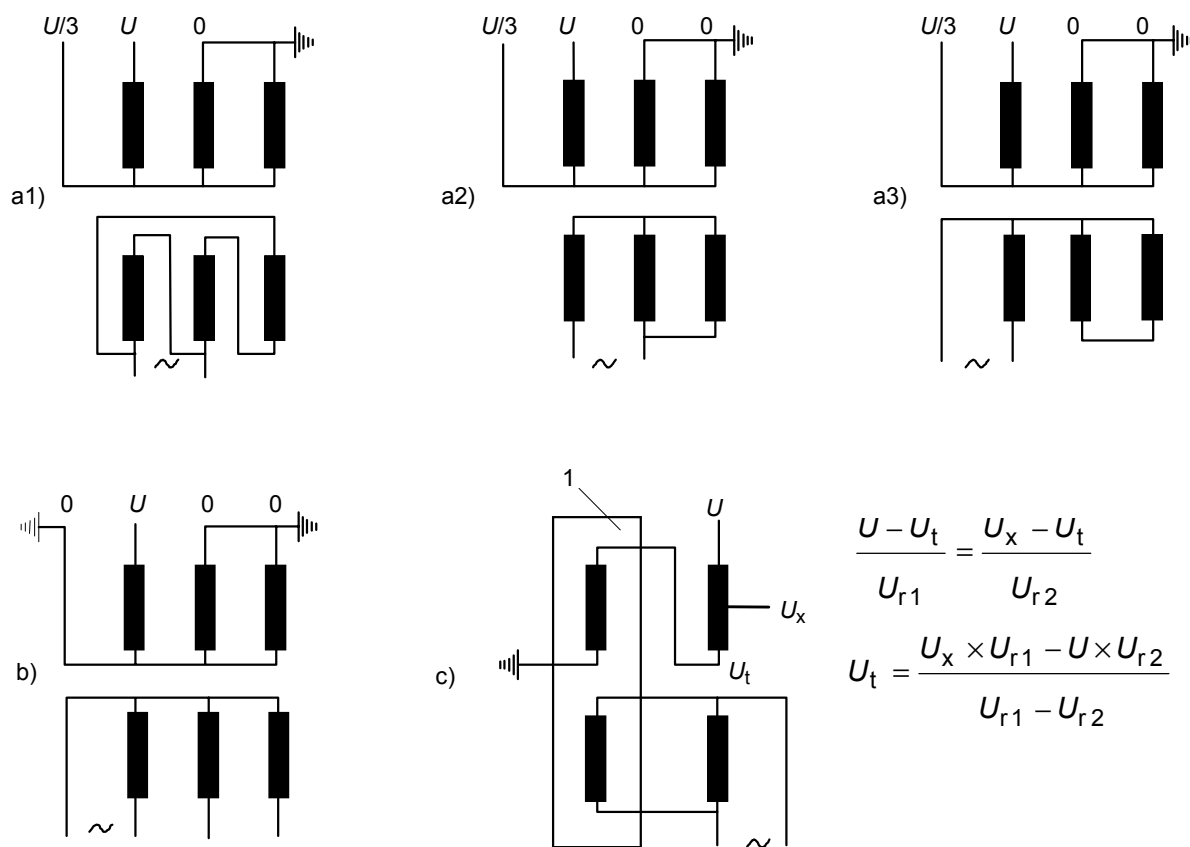 U/3 U 0
a1)
~
U/3 U 0 0
a2)
~
U/3 U 0 0
a3)
~
0 U 0 0
b)
~
1
U
Ux
Ut
c)
~
(U − Ut) / Ur1 = (Ux − Ut) / Ur2
Ut = (Ux × Ur1 − U × Ur2) / (Ur1 − Ur2)